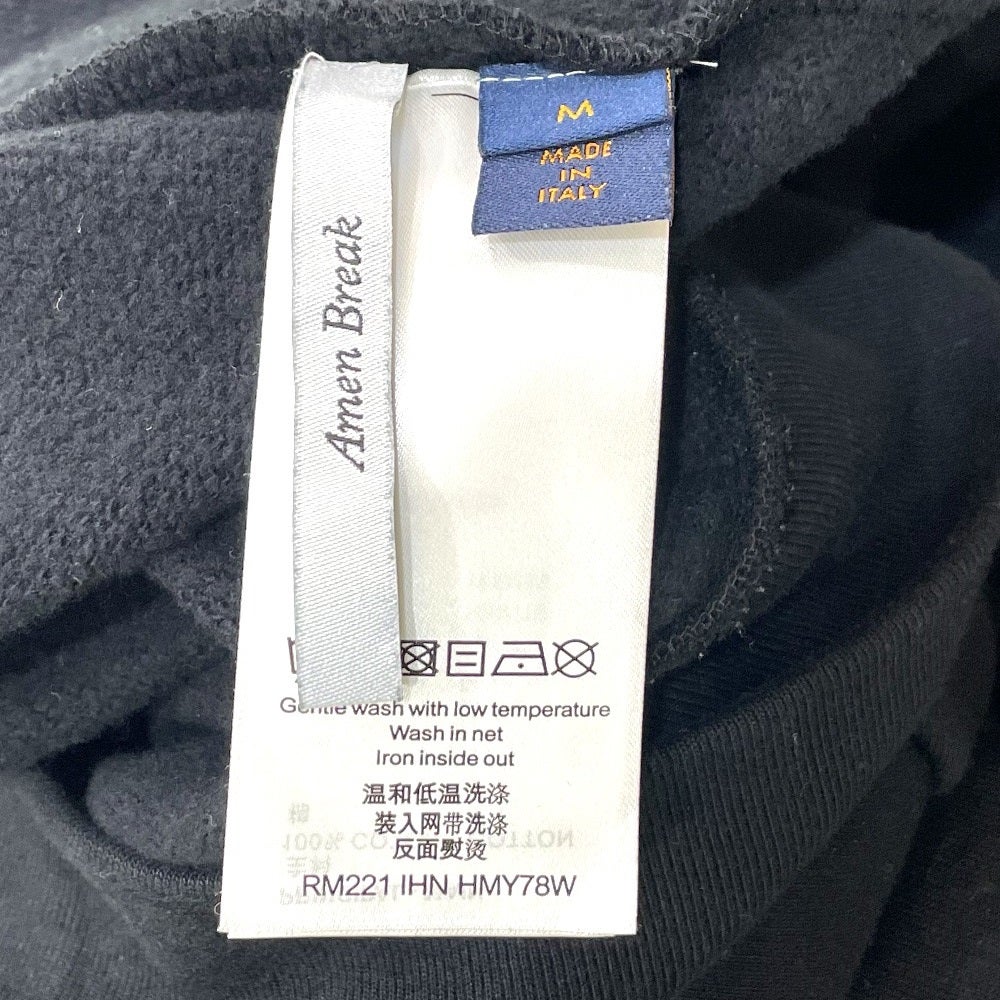 M
MADE
IN
ITALY
Amen Break
Gentle wash with low temperature
Wash in net
Iron inside out
温和低温洗涤
装入网带洗涤
反面熨烫
RM221 IHN HMY78W